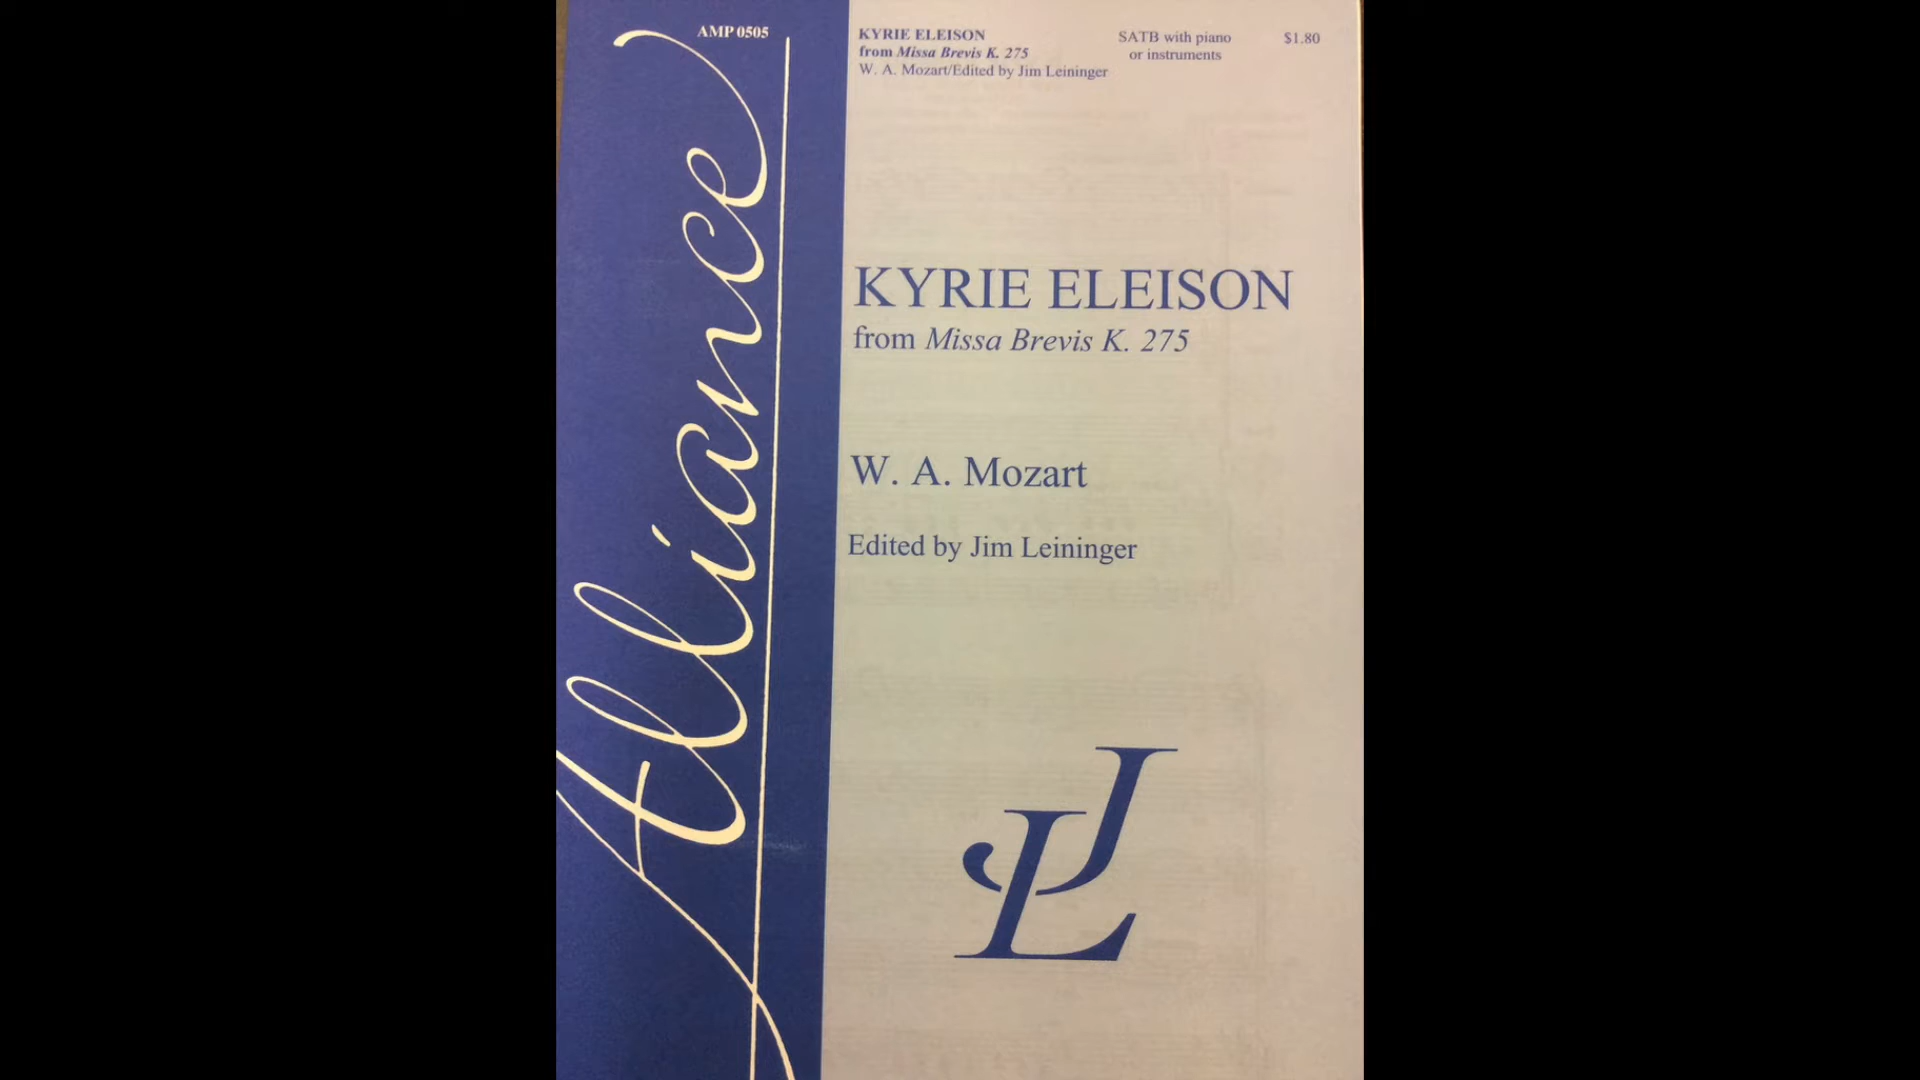 AMP 0505
Alliance
KYRIE ELEISON
from Missa Brevis K. 275
W. A. Mozart/Edited by Jim Leininger
SATB with piano
or instruments
$1.80
KYRIE ELEISON
from Missa Brevis K. 275
W. A. Mozart
Edited by Jim Leininger
JL